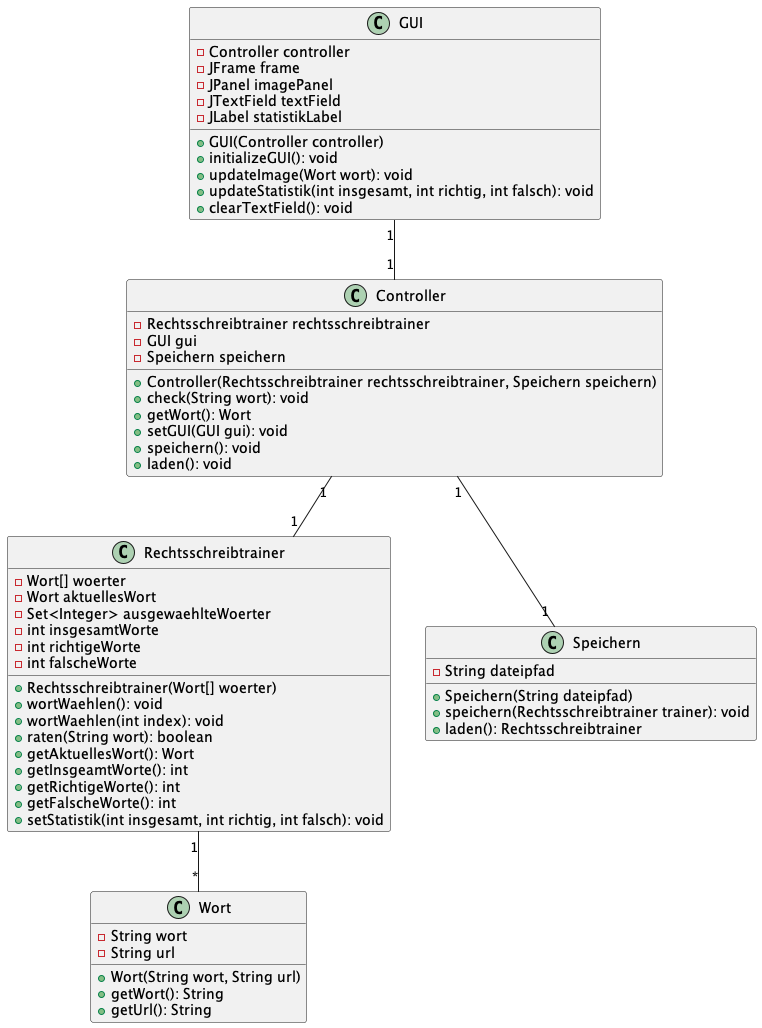 C GUI
Controller controller
JFrame frame
JPanel imagePanel
JTextField textField
JLabel statistikLabel
GUI(Controller controller)
initializeGUI(): void
updateImage(Wort wort): void
updateStatistik(int insgesamt, int richtig, int falsch): void
clearTextField(): void
1
1
C Controller
Rechtsschreibtrainer rechtsschreibtrainer
GUI gui
Speichern speichern
Controller(Rechtsschreibtrainer rechtsschreibtrainer, Speichern speichern)
check(String wort): void
getWort(): Wort
setGUI(GUI gui): void
speichern(): void
laden(): void
1
1
1
1
C Rechtsschreibtrainer
Wort[] woerter
Wort aktuellesWort
Set<Integer> ausgewaehlteWoerter
int insgesamtWorte
int richtigeWorte
int falscheWorte
Rechtsschreibtrainer(Wort[] woerter)
wortWaehlen(): void
wortWaehlen(int index): void
raten(String wort): boolean
getAktuellesWort(): Wort
getInsgeamtWorte(): int
getRichtigeWorte(): int
getFalscheWorte(): int
setStatistik(int insgesamt, int richtig, int falsch): void
C Speichern
String dateipfad
Speichern(String dateipfad)
speichern(Rechtsschreibtrainer trainer): void
laden(): Rechtsschreibtrainer
1
*
C Wort
String wort
String url
Wort(String wort, String url)
getWort(): String
getUrl(): String